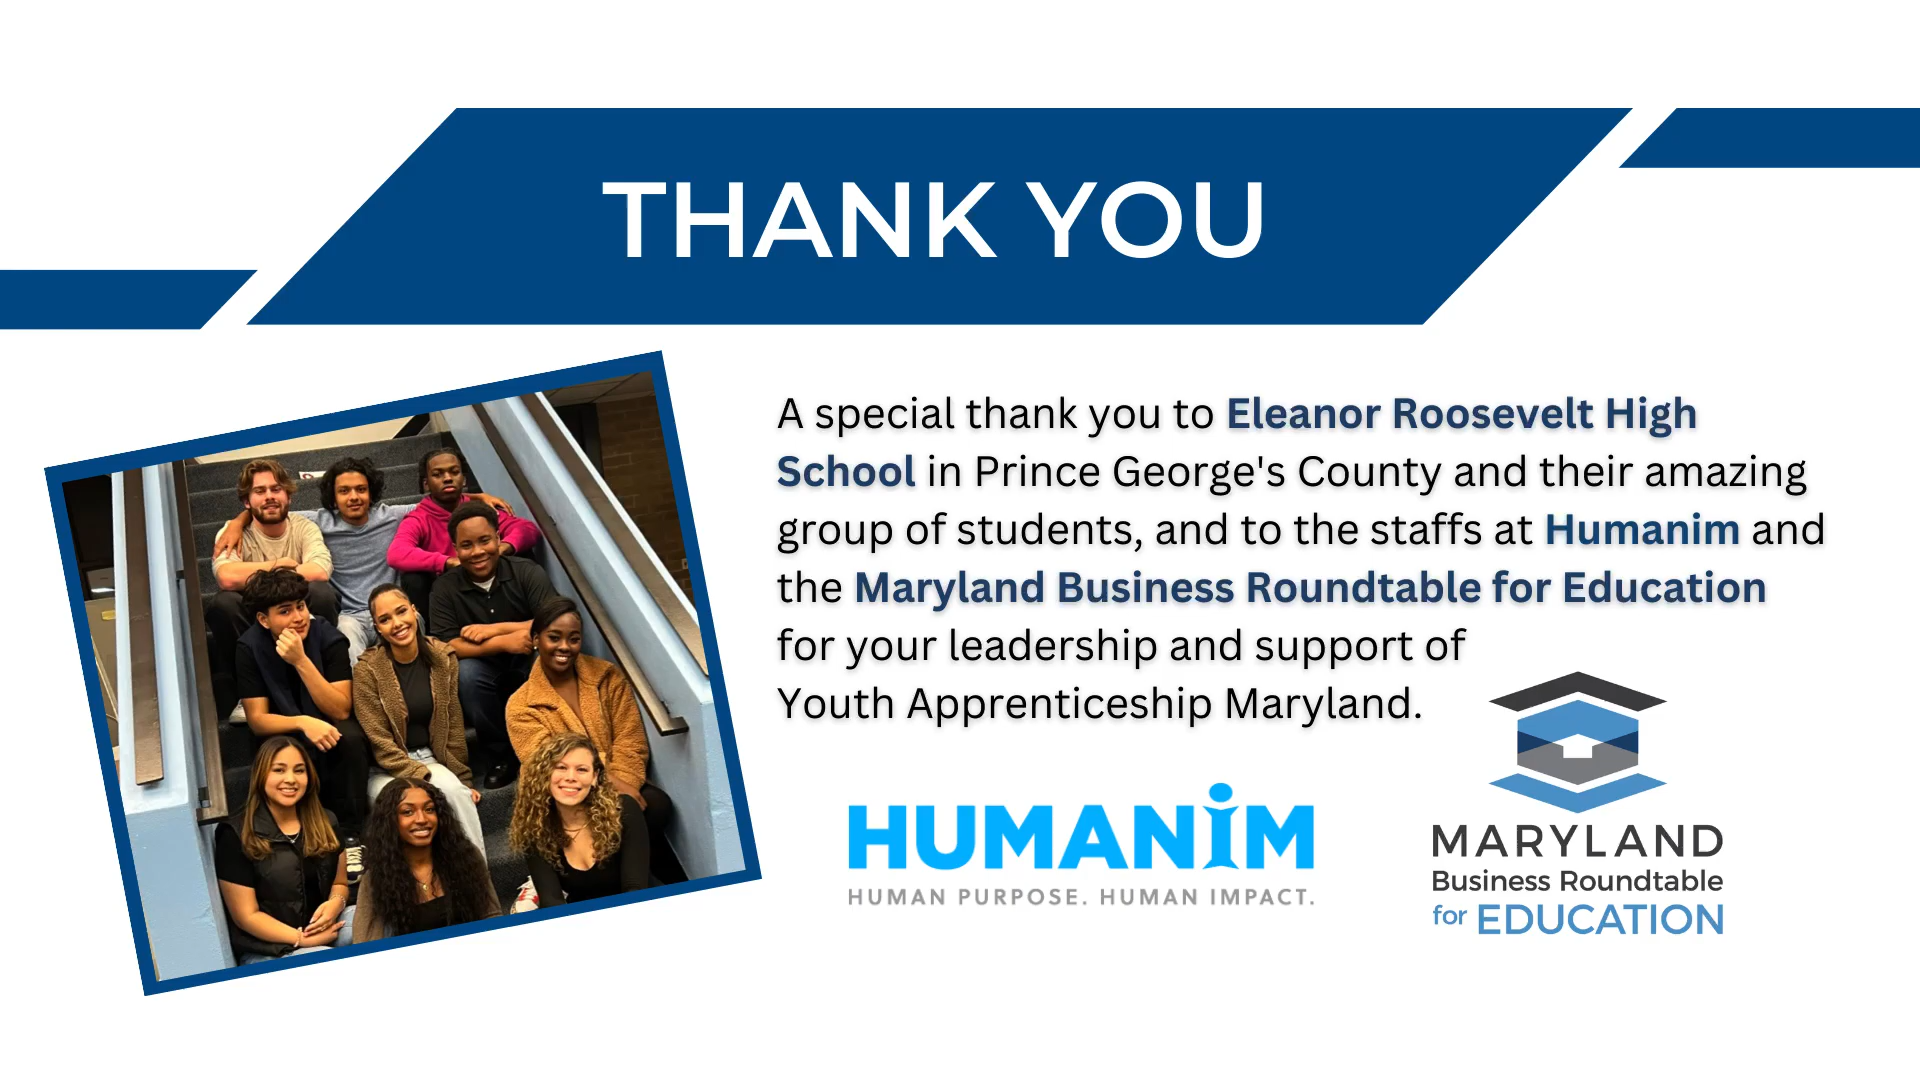 THANK YOU
A special thank you to Eleanor Roosevelt High
School in Prince George's County and their amazing
group of students, and to the staffs at Humanim and
the Maryland Business Roundtable for Education
for your leadership and support of
Youth Apprenticeship Maryland.
HUMANiM
HUMAN PURPOSE. HUMAN IMPACT.
MARYLAND
Business Roundtable
for EDUCATION